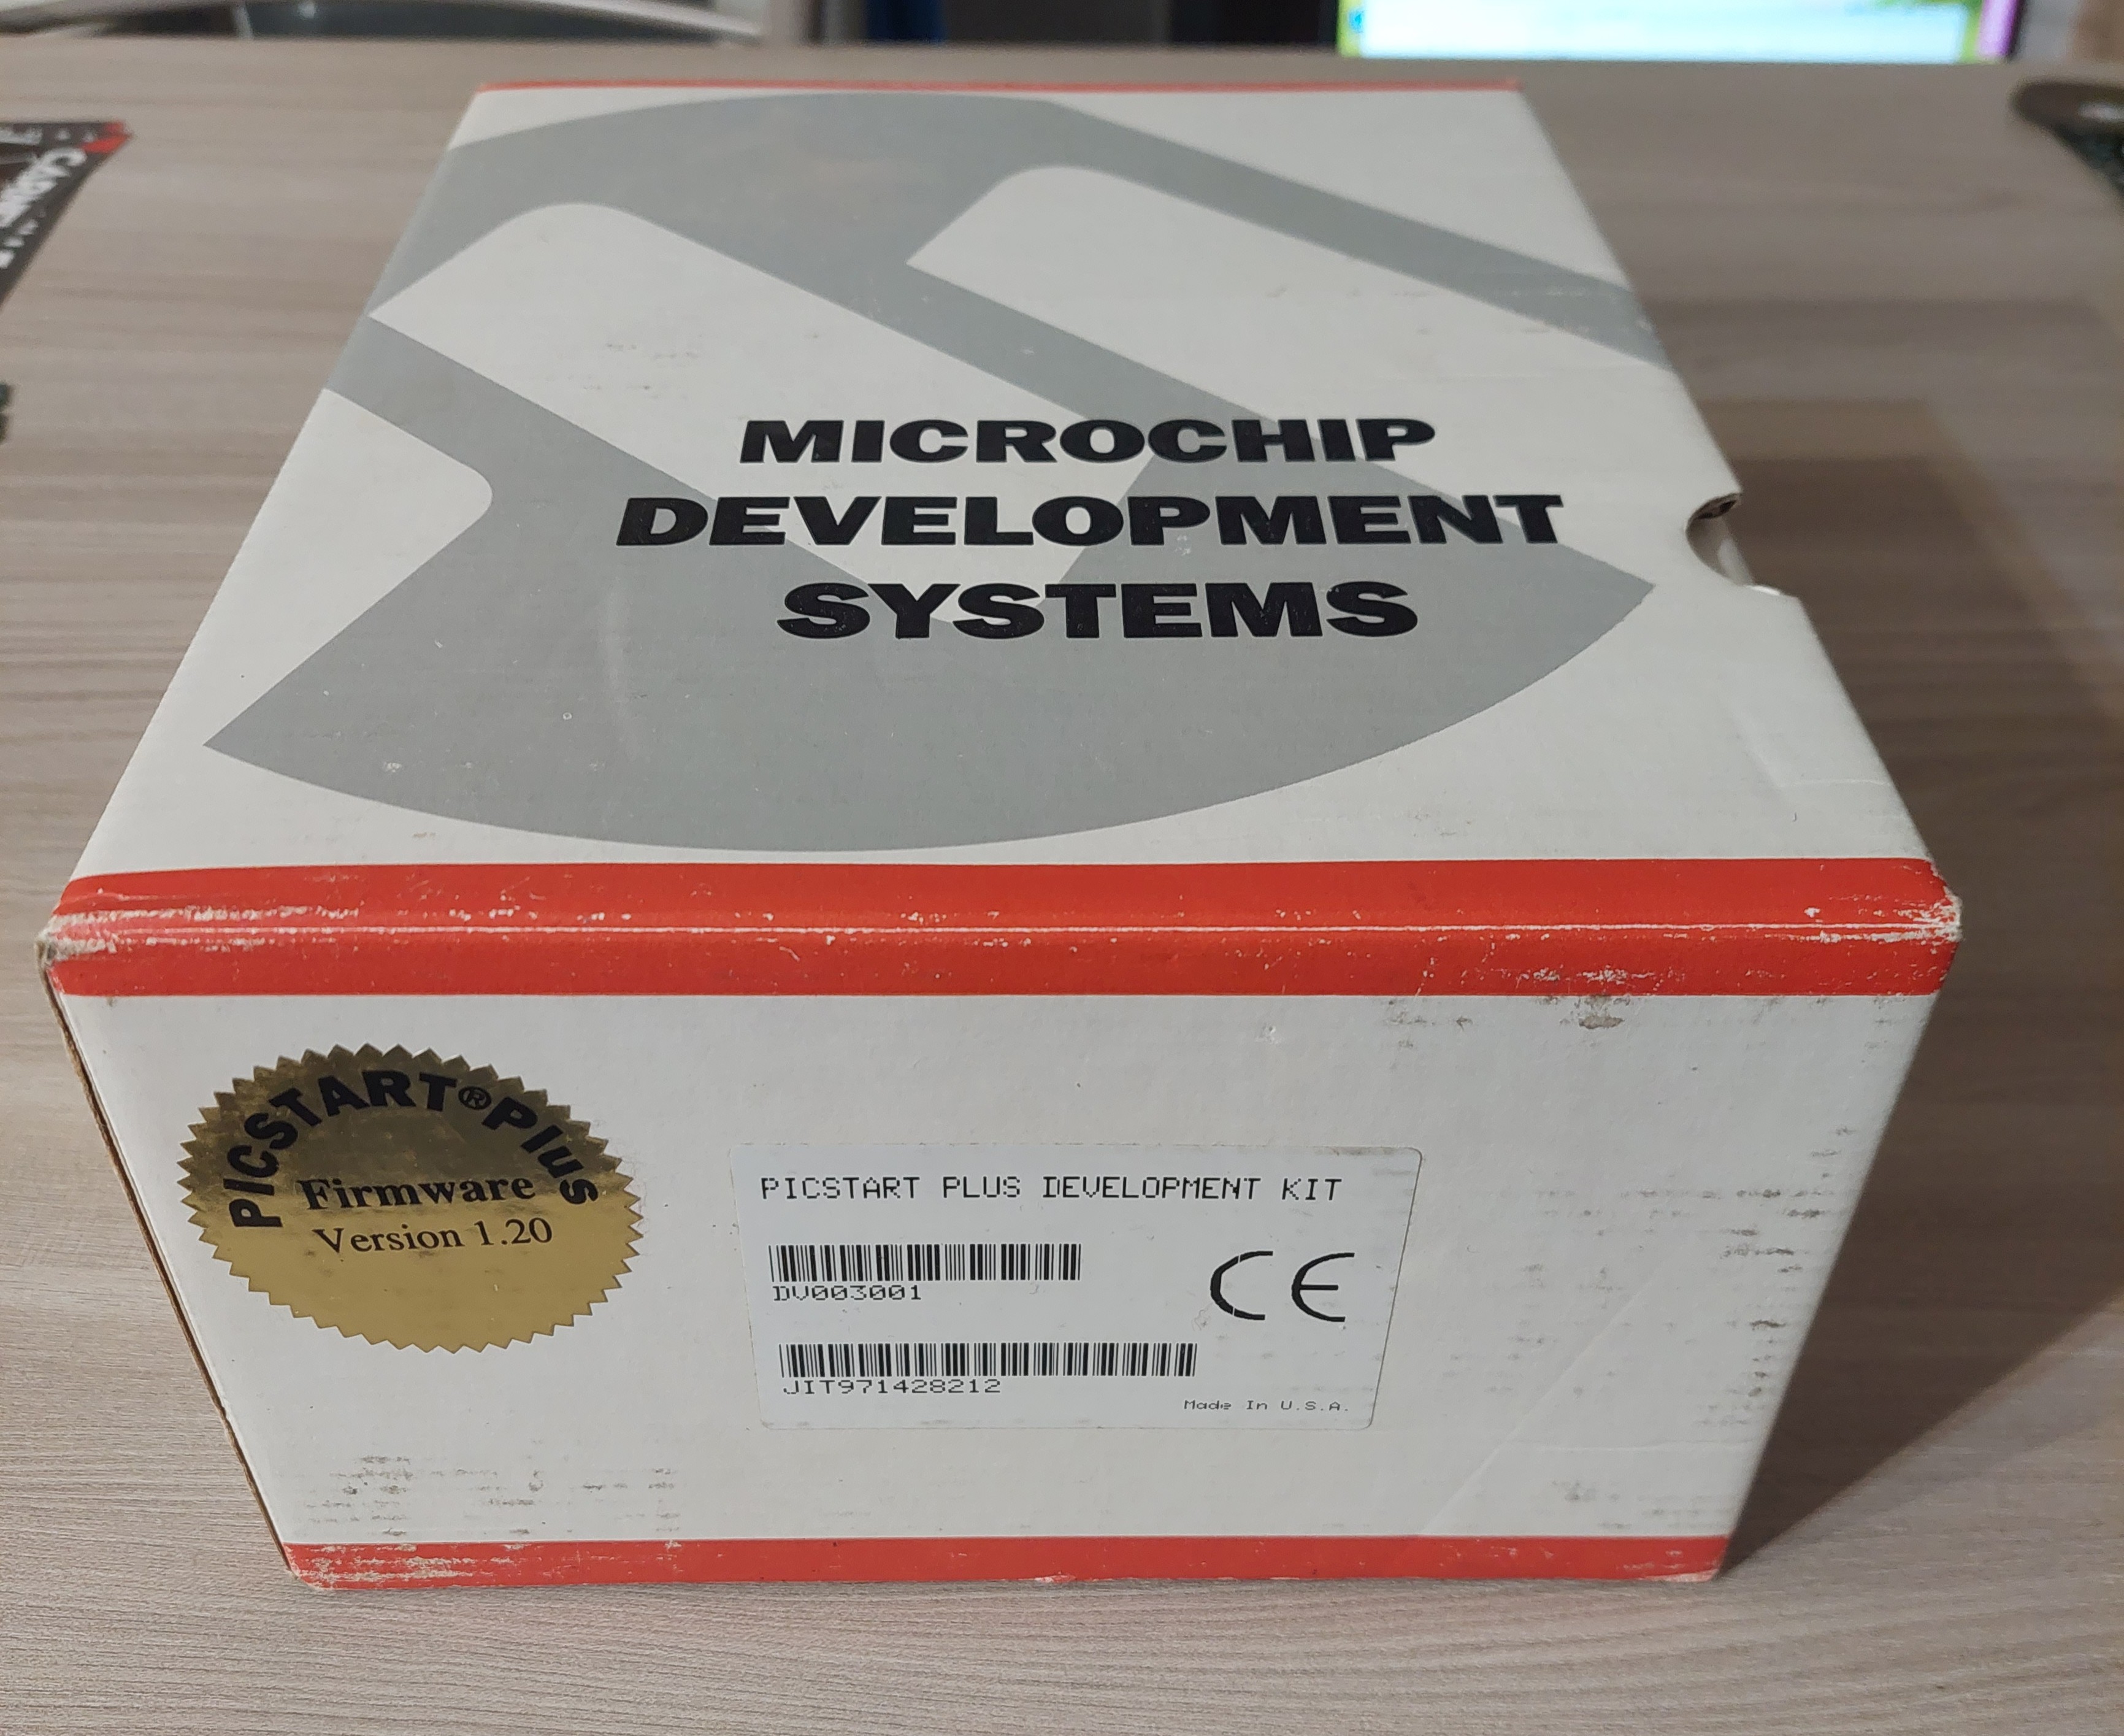 MICROCHIP
DEVELOPMENT
SYSTEMS
PICSTART®Plus
Firmware
Version 1.20
PICSTART PLUS DEVELOPMENT KIT
DV003001
CE
JIT971428212
Made In U.S.A.